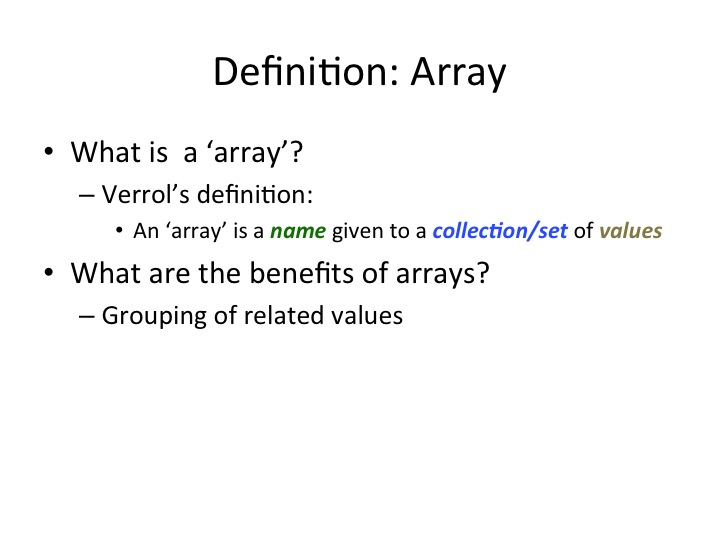 Definition: Array
• What is  a ‘array’?
– Verrol’s definition:
• An ‘array’ is a name given to a collection/set of values
• What are the benefits of arrays?
– Grouping of related values